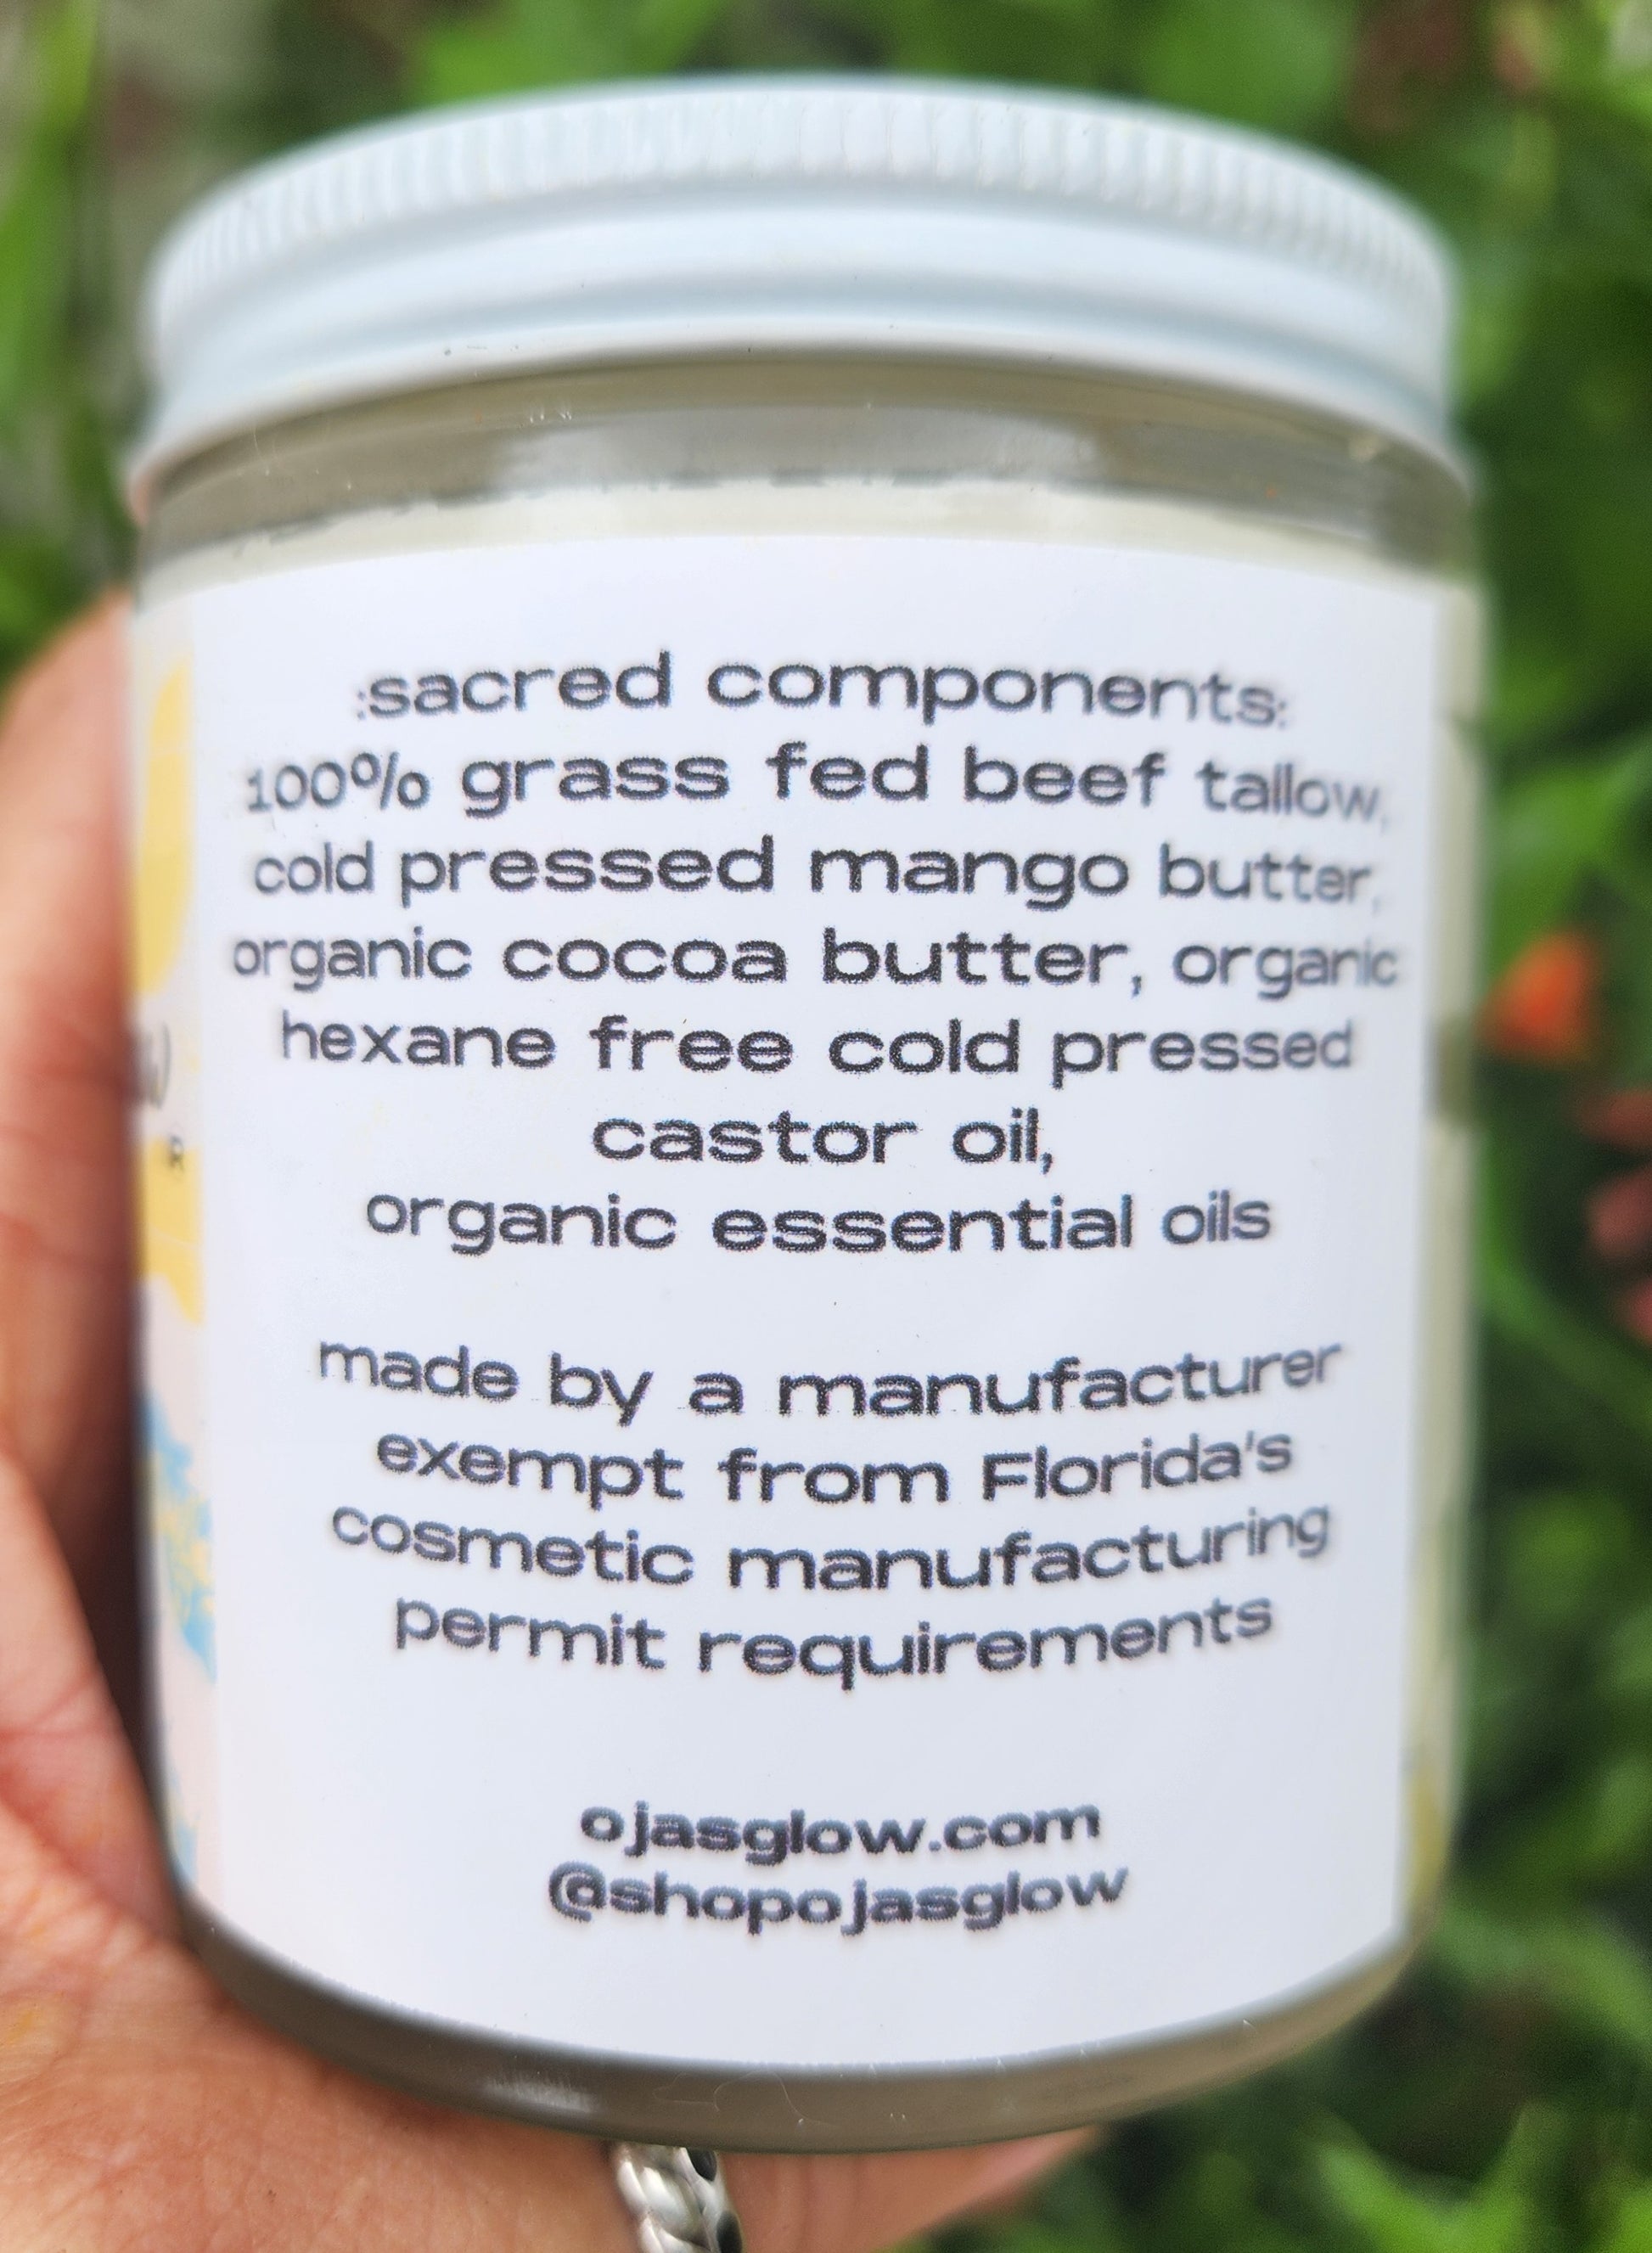 :sacred components:
100% grass fed beef tallow,
cold pressed mango butter,
organic cocoa butter, organic
hexane free cold pressed
castor oil,
organic essential oils
made by a manufacturer
exempt from Florida's
cosmetic manufacturing
permit requirements
ojasglow.com
@shopojasglow